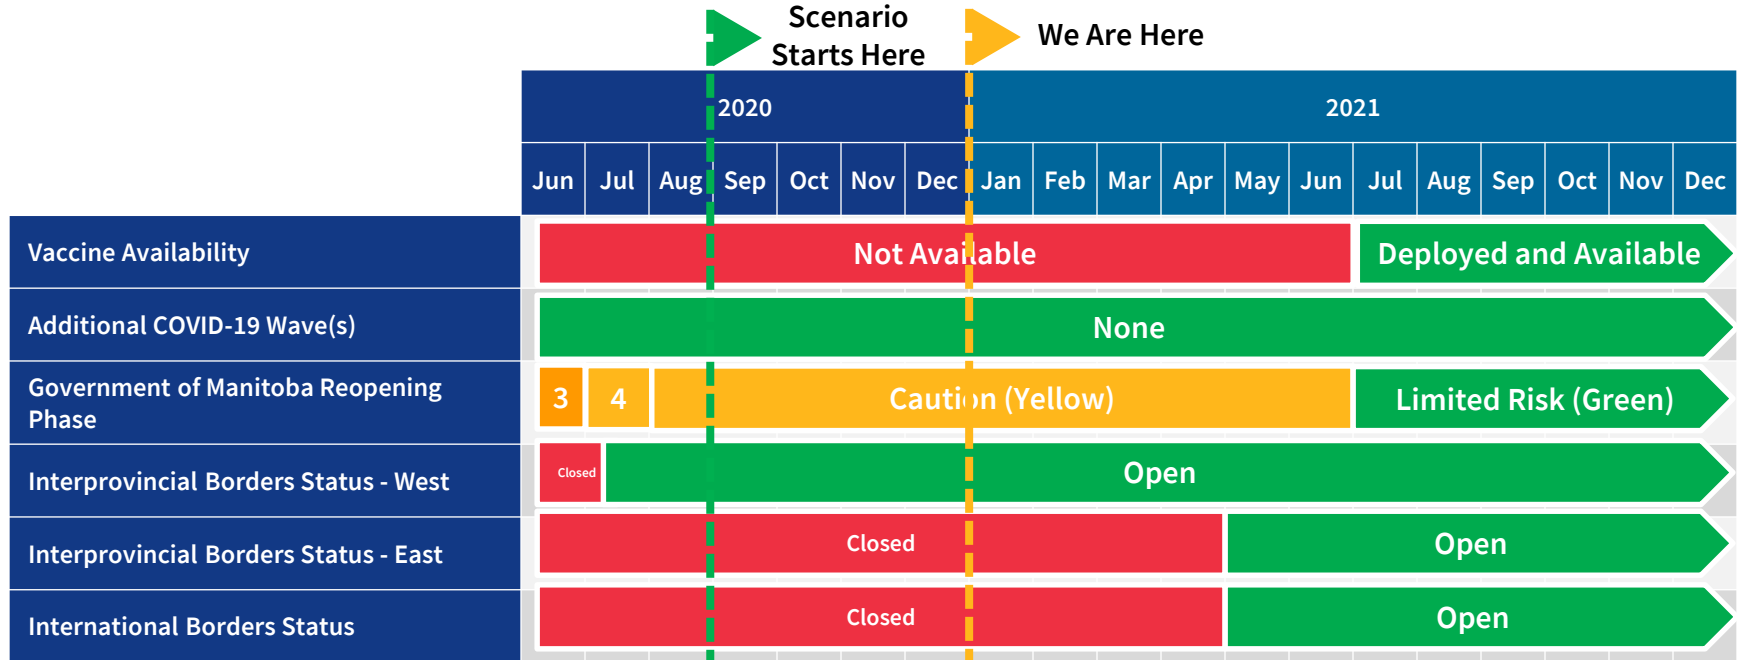 Scenario
Starts Here
We Are Here
2020
2021
Jun Jul Aug Sep Oct Nov Dec Jan Feb Mar Apr May Jun Jul Aug Sep Oct Nov Dec
Vaccine Availability
Not Available
Deployed and Available
Additional COVID-19 Wave(s)
None
Government of Manitoba Reopening
Phase
3
4
Caution (Yellow)
Limited Risk (Green)
Interprovincial Borders Status - West
Closed
Open
Interprovincial Borders Status - East
Closed
Open
International Borders Status
Closed
Open